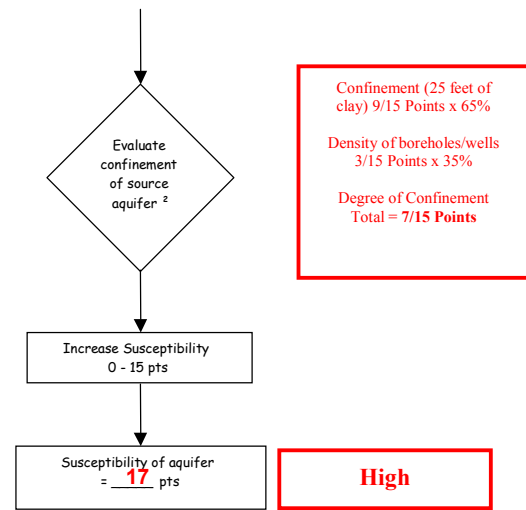 Evaluate
confinement
of source
aquifer ²
Confinement (25 feet of
clay) 9/15 Points x 65%
Density of boreholes/wells
3/15 Points x 35%
Degree of Confinement
Total = 7/15 Points
Increase Susceptibility
0 - 15 pts
Susceptibility of aquifer
= __17__ pts
High